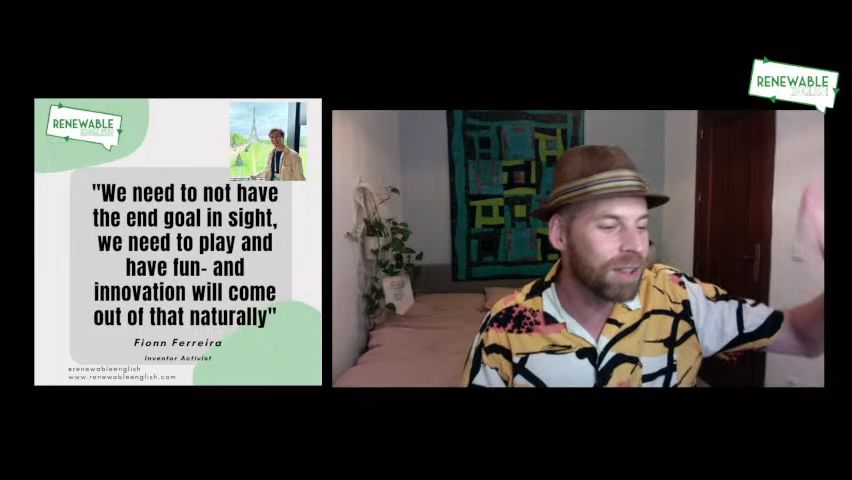 RENEWABLE
ENGLISH
"We need to not have
the end goal in sight,
we need to play and
have fun- and
innovation will come
out of that naturally"
Fionn Ferreira
Inventor Activist
@renewableenglish
www.renewableenglish.com
RENEWABLE
ENGLISH